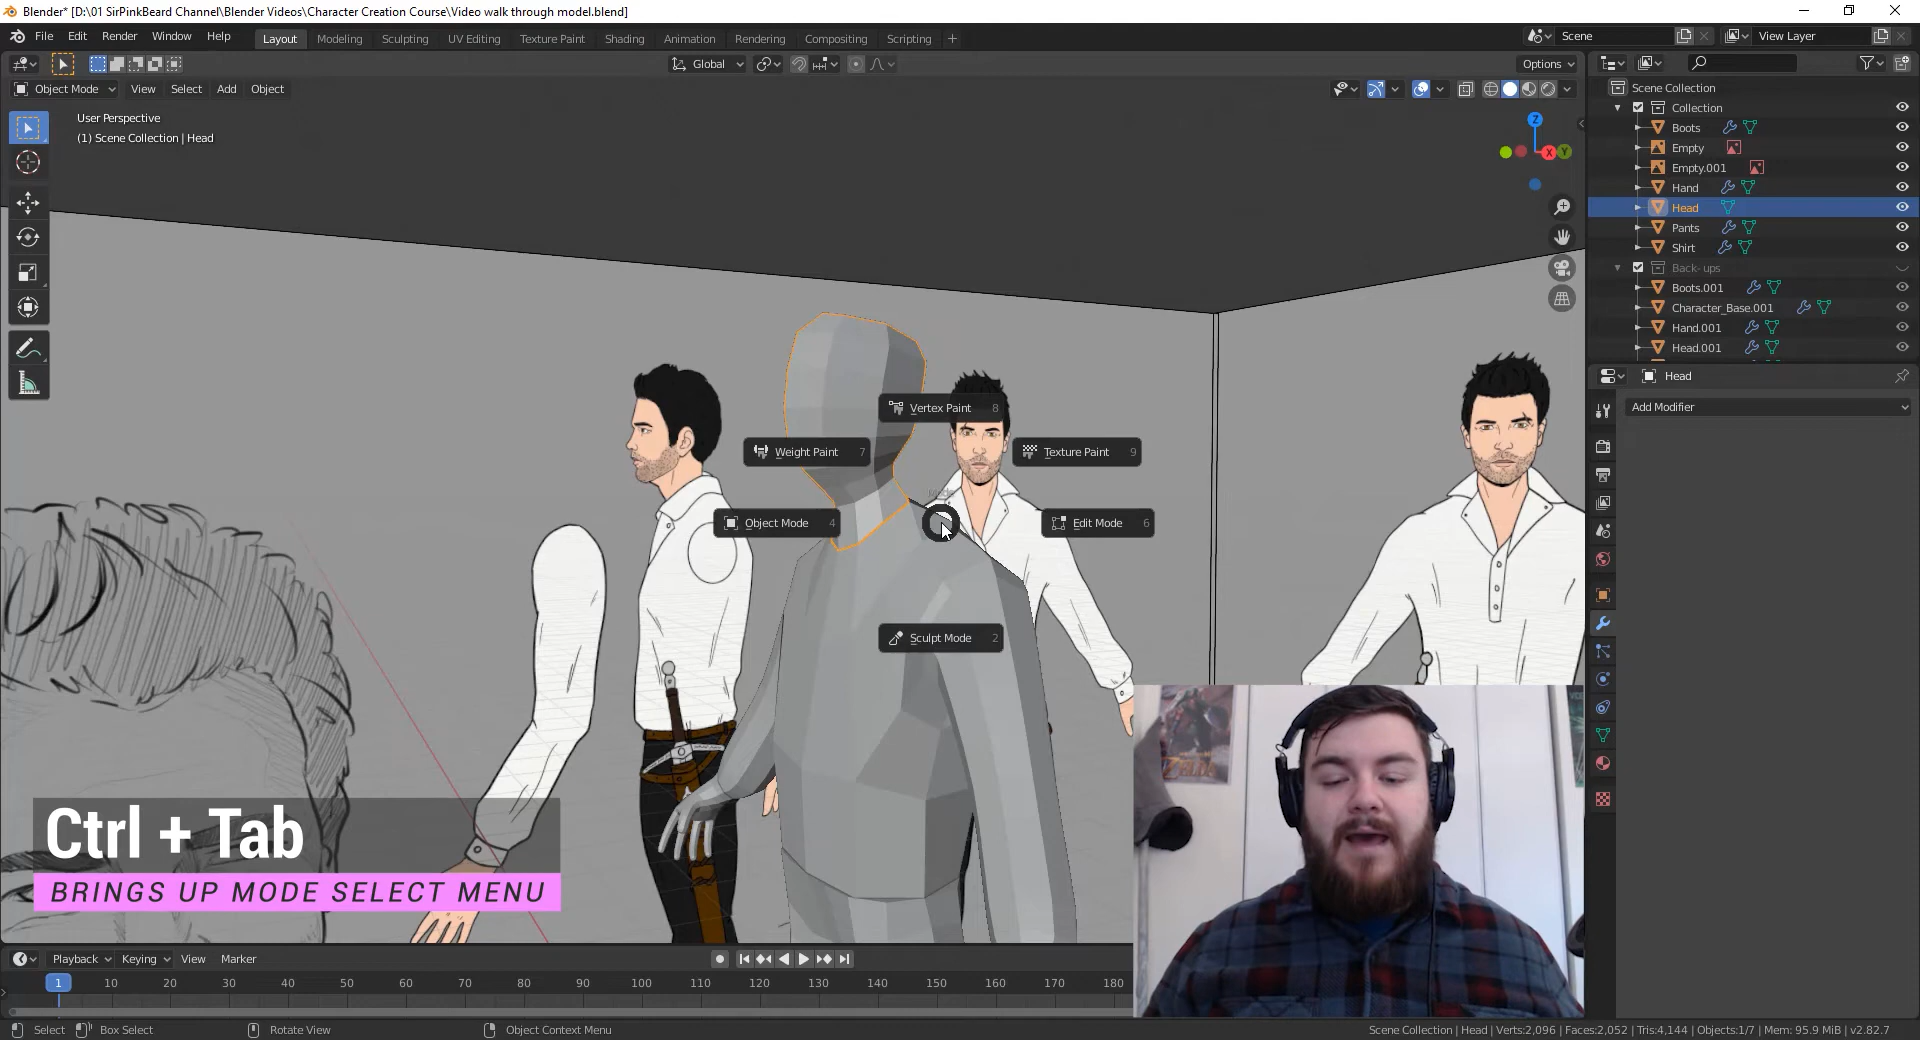 Blender* [D:\01 SirPinkBeard Channel\Blender Videos\Character Creation Course\Video walk through model.blend]
File Edit Render Window Help Layout Modeling Sculpting UV Editing Texture Paint Shading Animation Rendering Compositing Scripting + Scene View Layer
Global Options
Object Mode View Select Add Object
User Perspective
(1) Scene Collection | Head
Z
X
Y
Scene Collection
Collection
Boots
Empty
Empty.001
Hand
Head
Pants
Shirt
Back-ups
Boots.001
Character_Base.001
Hand.001
Head.001
Head
Add Modifier
Vertex Paint 8
Weight Paint 7
Texture Paint 9
Mode
Object Mode 4
Edit Mode 6
Sculpt Mode 2
ZELDA
Ctrl + Tab
BRINGS UP MODE SELECT MENU
Playback Keying View Marker
1 10 20 30 40 50 60 70 80 90 100 110 120 130 140 150 160 170 180
Select Box Select Rotate View Object Context Menu
Scene Collection | Head | Verts:2,096 | Faces:2,052 | Tris:4,144 | Objects:1/7 | Mem: 95.9 MiB | v2.82.7